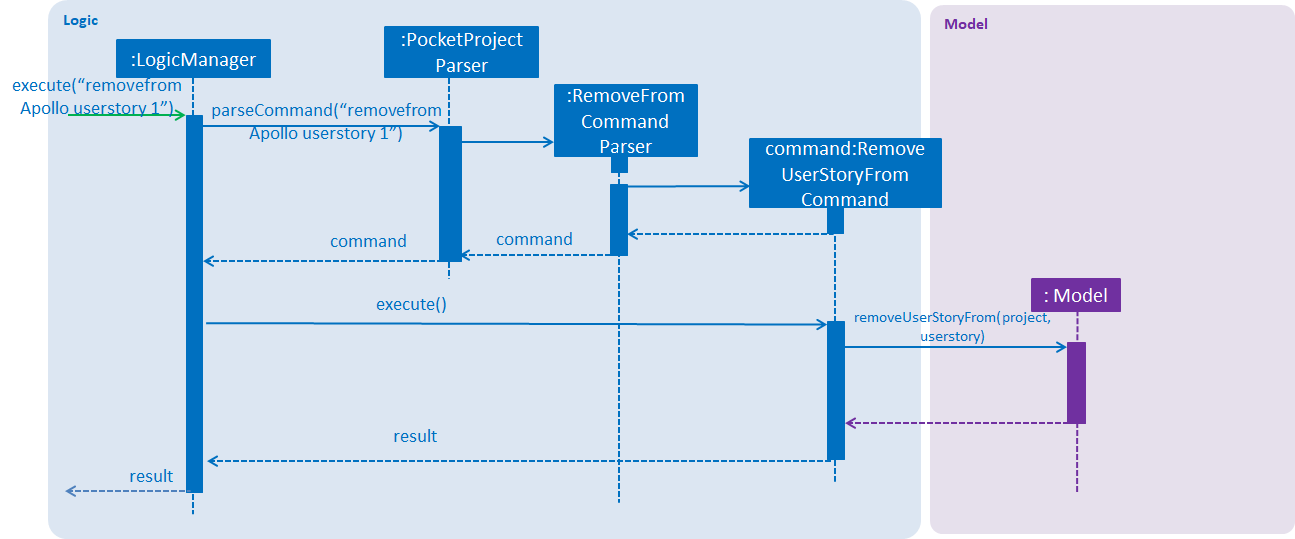 Logic
Model
:LogicManager
:PocketProject
Parser
:RemoveFrom
Command
Parser
command:Remove
UserStoryFrom
Command
execute(“removefrom
Apollo userstory 1”)
parseCommand(“removefrom
Apollo userstory 1”)
command
command
: Model
execute()
removeUserStoryFrom(project,
userstory)
result
result